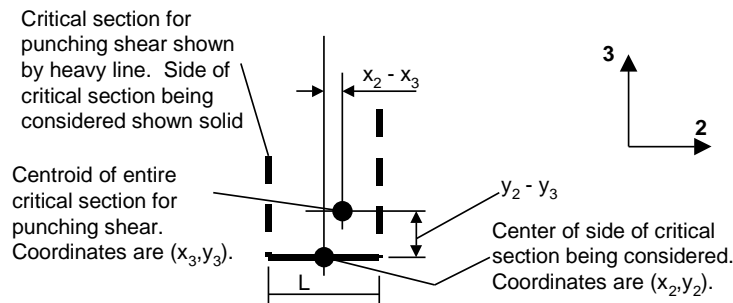 Critical section for
punching shear shown
by heavy line. Side of
critical section being
considered shown solid
x2 - x3
3
2
Centroid of entire
critical section for
punching shear.
Coordinates are (x3,y3).
y2 - y3
Center of side of critical
section being considered.
Coordinates are (x2,y2).
L